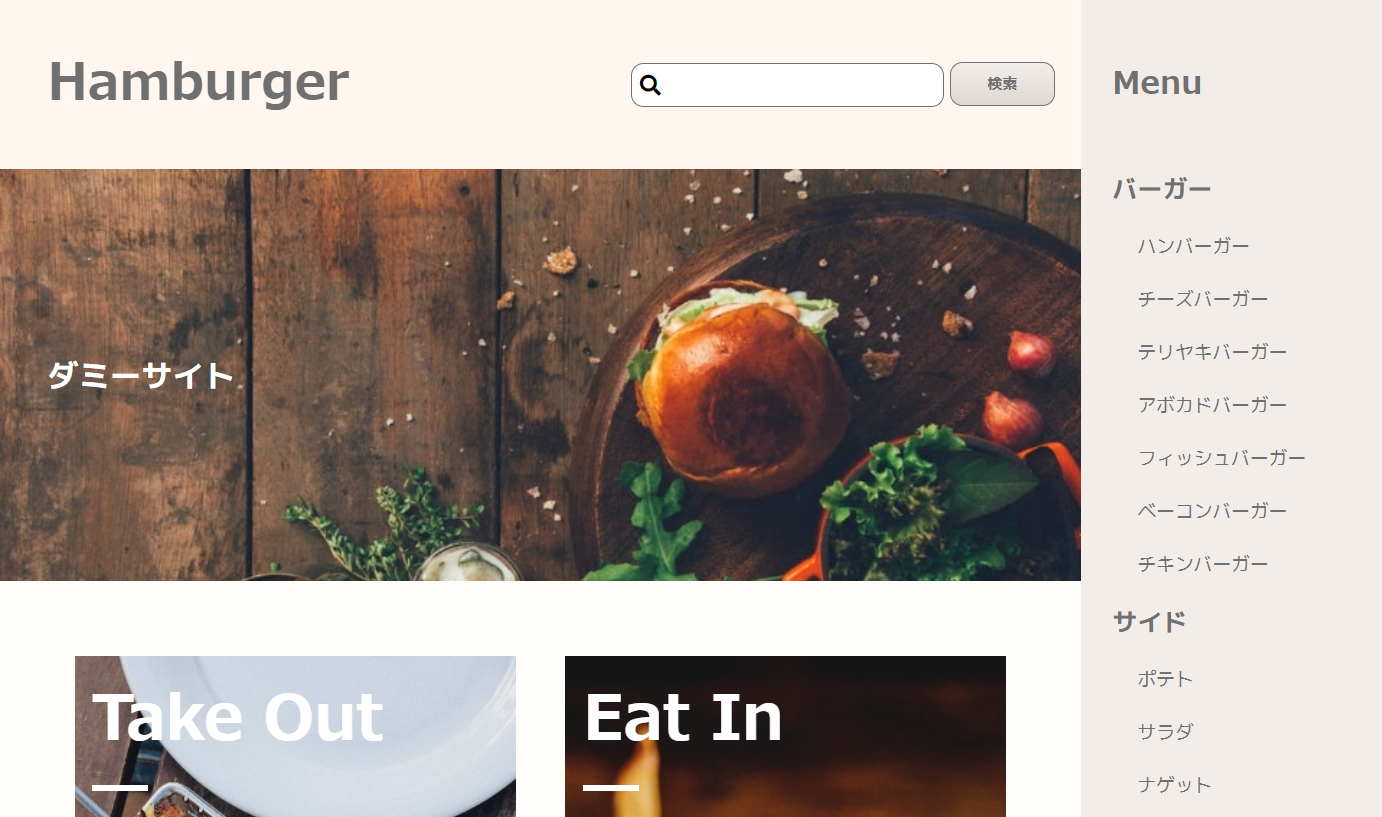 Hamburger
検索
ダミーサイト
Take Out
Eat In
Menu
バーガー
ハンバーガー
チーズバーガー
テリヤキバーガー
アボカドバーガー
フィッシュバーガー
ベーコンバーガー
チキンバーガー
サイド
ポテト
サラダ
ナゲット